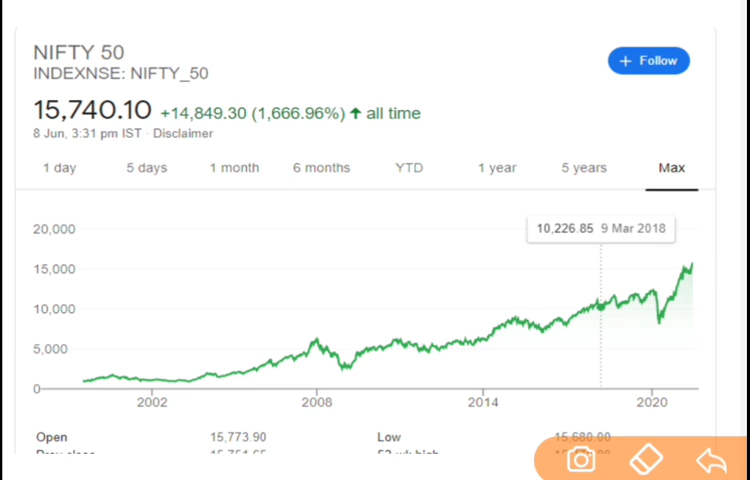 NIFTY 50
INDEXNSE: NIFTY_50
+ Follow
15,740.10 +14,849.30 (1,666.96%) ↑ all time
8 Jun, 3:31 pm IST · Disclaimer
1 day 5 days 1 month 6 months YTD 1 year 5 years Max
20,000
10,226.85 9 Mar 2018
15,000
10,000
5,000
0
2002 2008 2014 2020
Open 15,773.90 Low 15,680.00